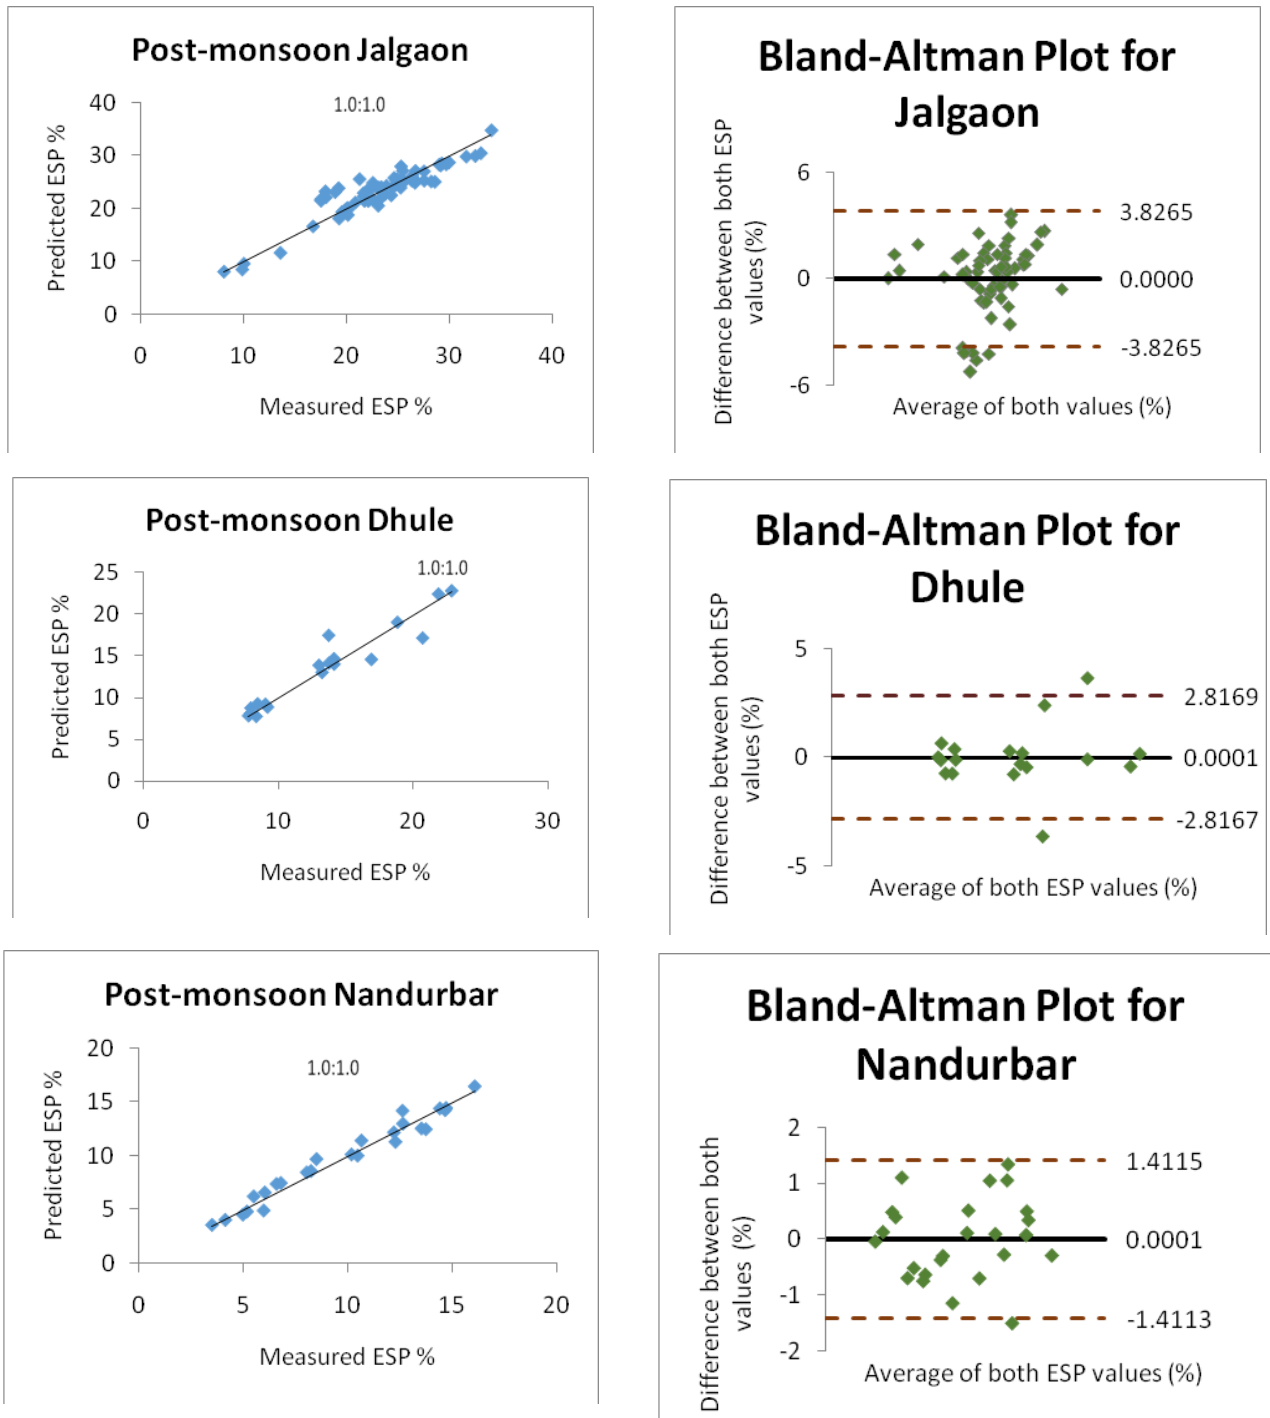 Post-monsoon Jalgaon
1.0:1.0
Predicted ESP %
40
30
20
10
0
0 10 20 30 40
Measured ESP %
Bland-Altman Plot for
Jalgaon
Difference between both ESP
values (%)
6
0
-6
3.8265
0.0000
-3.8265
Average of both values (%)
Post-monsoon Dhule
1.0:1.0
Predicted ESP %
25
20
15
10
5
0
0 10 20 30
Measured ESP %
Bland-Altman Plot for
Dhule
Difference between both ESP
values (%)
5
0
-5
2.8169
0.0001
-2.8167
Average of both ESP values (%)
Post-monsoon Nandurbar
1.0:1.0
Predicted ESP %
20
15
10
5
0
0 5 10 15 20
Measured ESP %
Bland-Altman Plot for
Nandurbar
Difference between both
values (%)
2
1
0
-1
-2
1.4115
0.0001
-1.4113
Average of both ESP values (%)